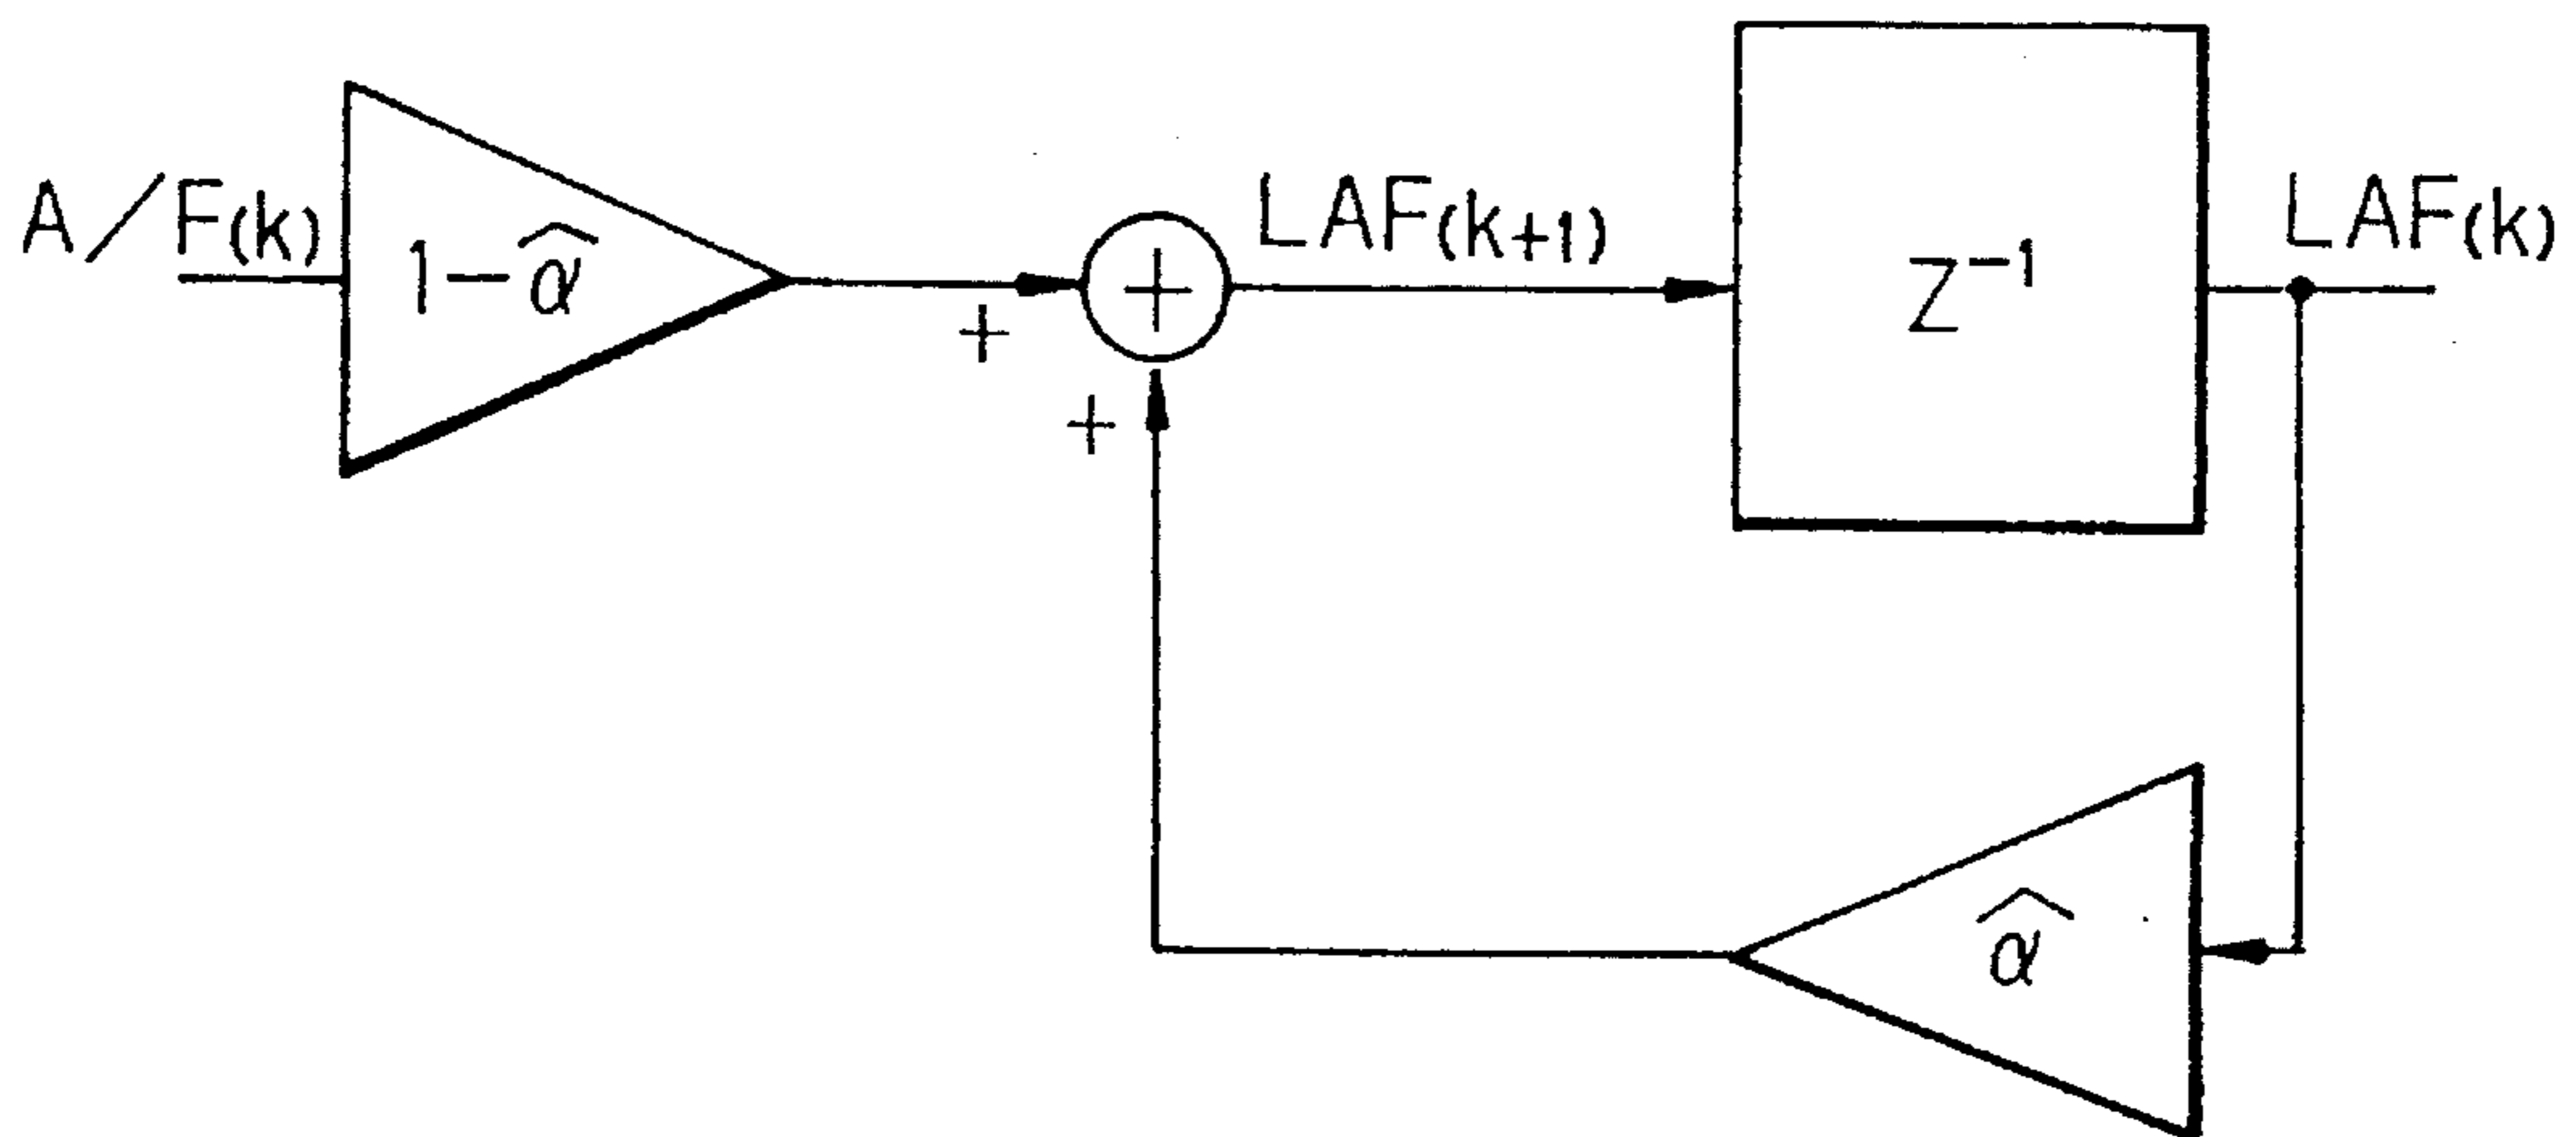 A/F(k)
1-α̂
+
+
+
LAF(k+1)
Z⁻¹
LAF(k)
α̂